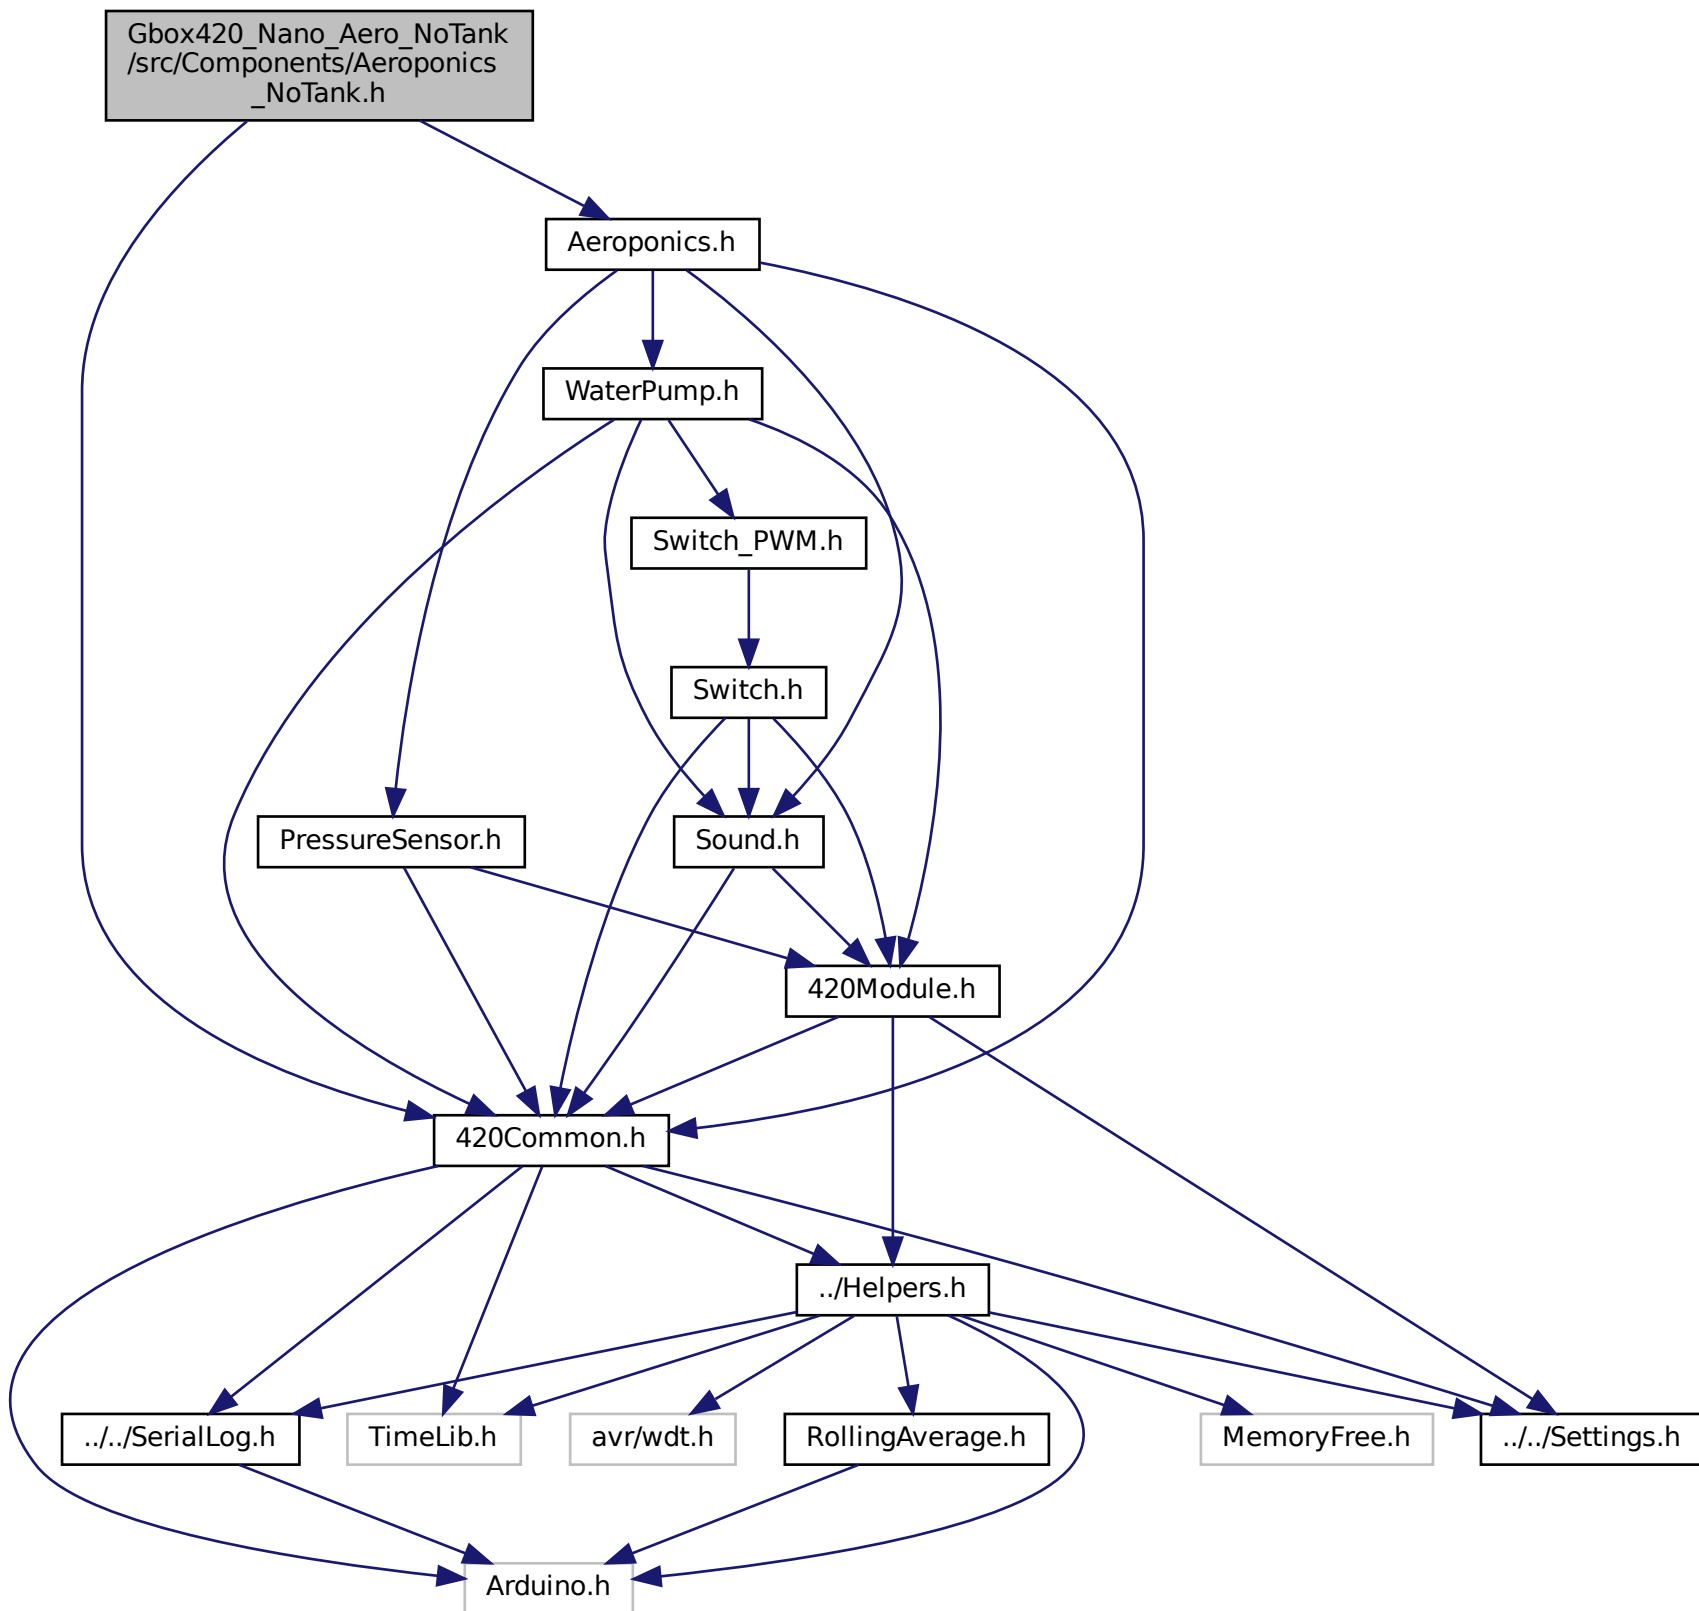 Gbox420_Nano_Aero_NoTank
/src/Components/Aeroponics
_NoTank.h
Aeroponics.h
WaterPump.h
Switch_PWM.h
Switch.h
PressureSensor.h
Sound.h
420Module.h
420Common.h
../Helpers.h
../../SerialLog.h
TimeLib.h
avr/wdt.h
RollingAverage.h
MemoryFree.h
../../Settings.h
Arduino.h